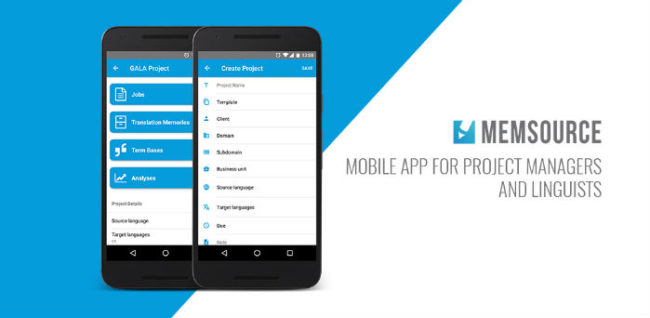 GALA Project
Jobs
Translation Memories
Term Bases
Analyses
Project Details
Source language
Target languages
Create Project
SAVE
Project Name
Template
Client
Domain
Subdomain
Business unit
Source language
Target languages
Due
Note
MEMSOURCE
MOBILE APP FOR PROJECT MANAGERS
AND LINGUISTS